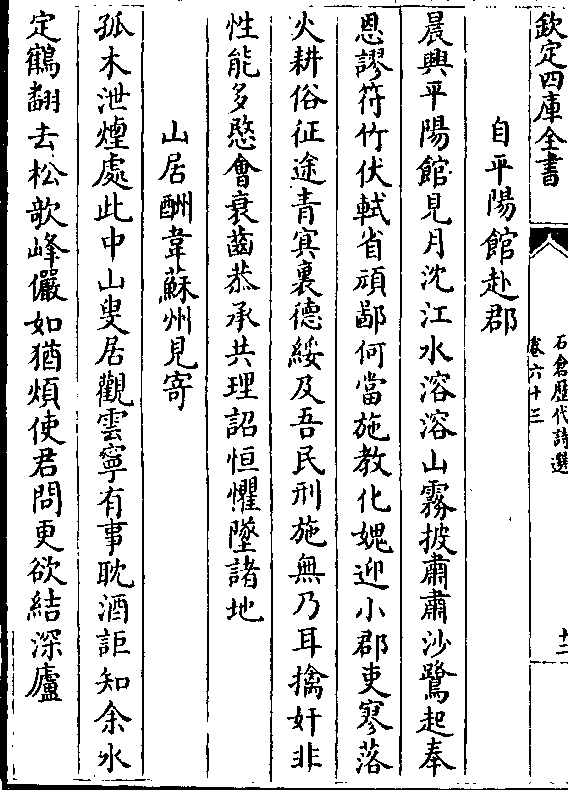 欽定四庫全書
石倉歴代詩選
卷六十三
十二
自平陽館赴郡
晨興平陽館見月沈江水溶溶山霧披肅肅沙鷺起奉
恩謬符竹伏軾省頑鄙何當施教化媿迎小郡吏寥落
火耕俗征途青㝠裏德綏及吾民刑施無乃耳擒奸非
性能多愍會衰齒恭承共理詔恒懼墜諸地
山居酬韋蘇州見寄
孤木泄煙處此中山叟居觀雲寧有事耽酒詎知余水
定鶴翻去松欹峰儼如猶煩使君問更欲結深廬